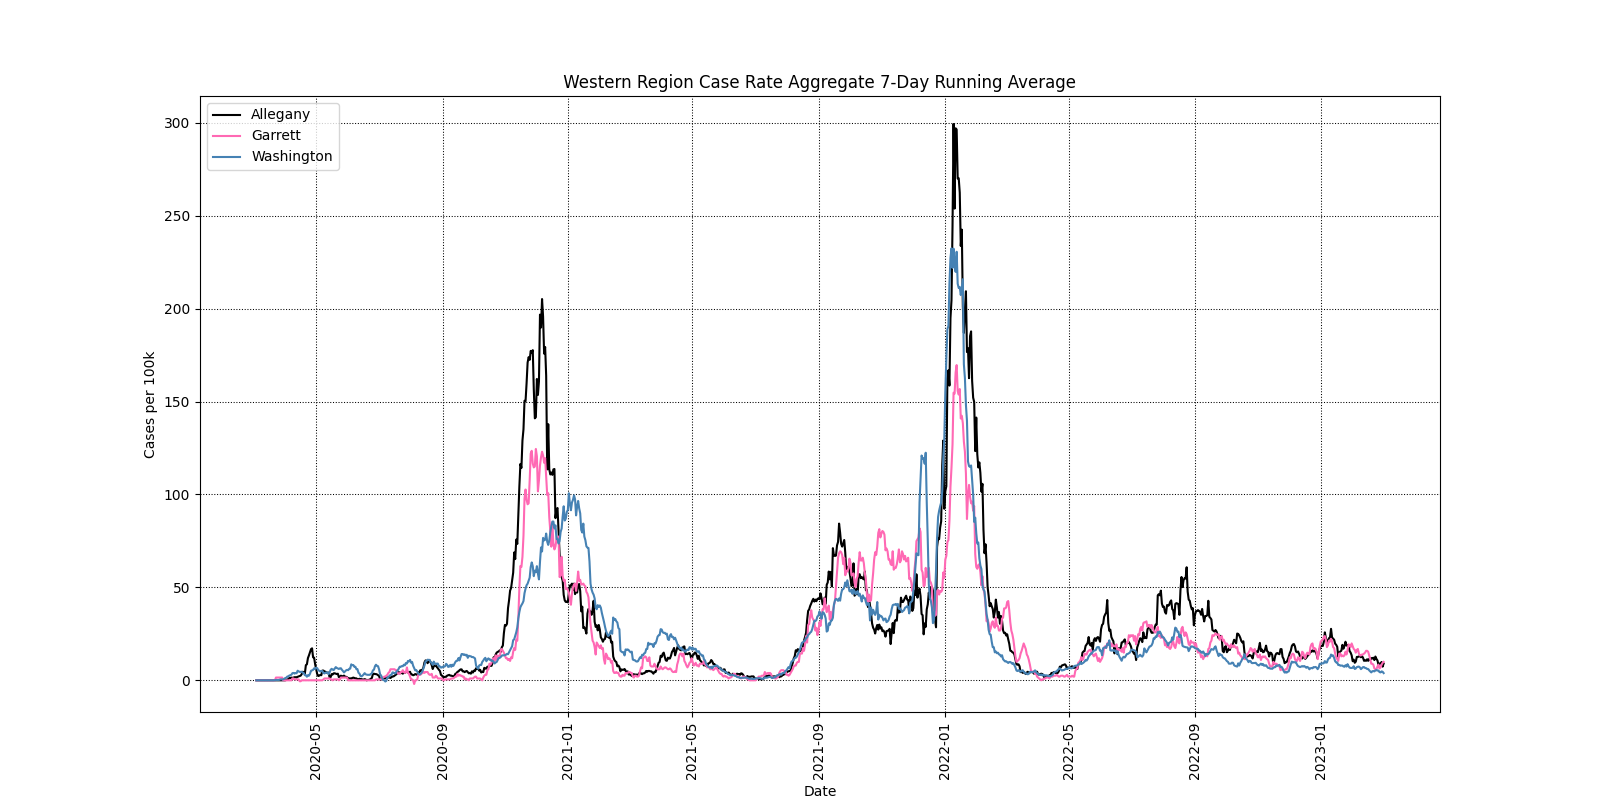 Western Region Case Rate Aggregate 7-Day Running Average
Allegany
Garrett
Washington
300
250
200
150
100
50
0
Cases per 100k
2020-05
2020-09
2021-01
2021-05
2021-09
2022-01
2022-05
2022-09
2023-01
Date